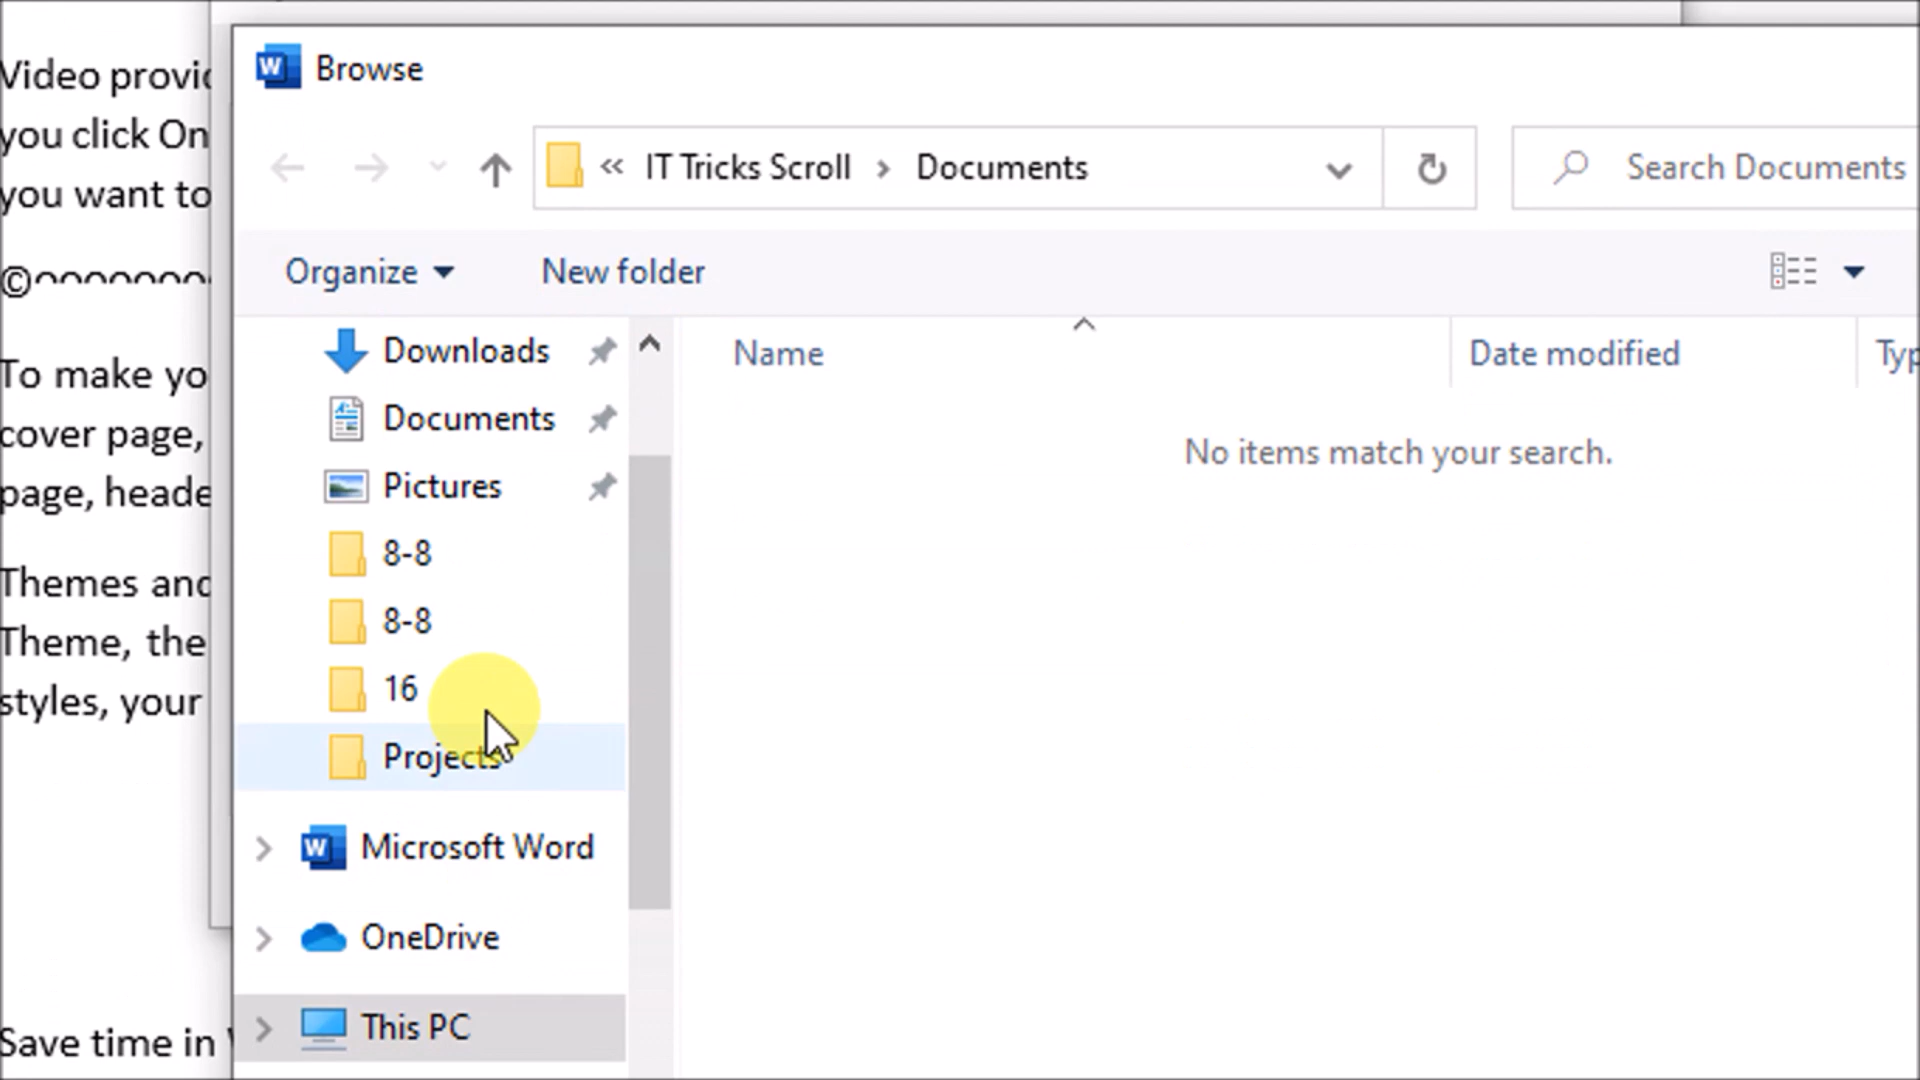 Browse
« IT Tricks Scroll › Documents
Search Documents
Organize
New folder
Name
Date modified
Typ
No items match your search.
Downloads
Documents
Pictures
8-8
8-8
16
Projects
Microsoft Word
OneDrive
This PC
Video provid
you click On
you want to
©
To make yo
cover page,
page, heade
Themes and
Theme, the
styles, your
Save time in